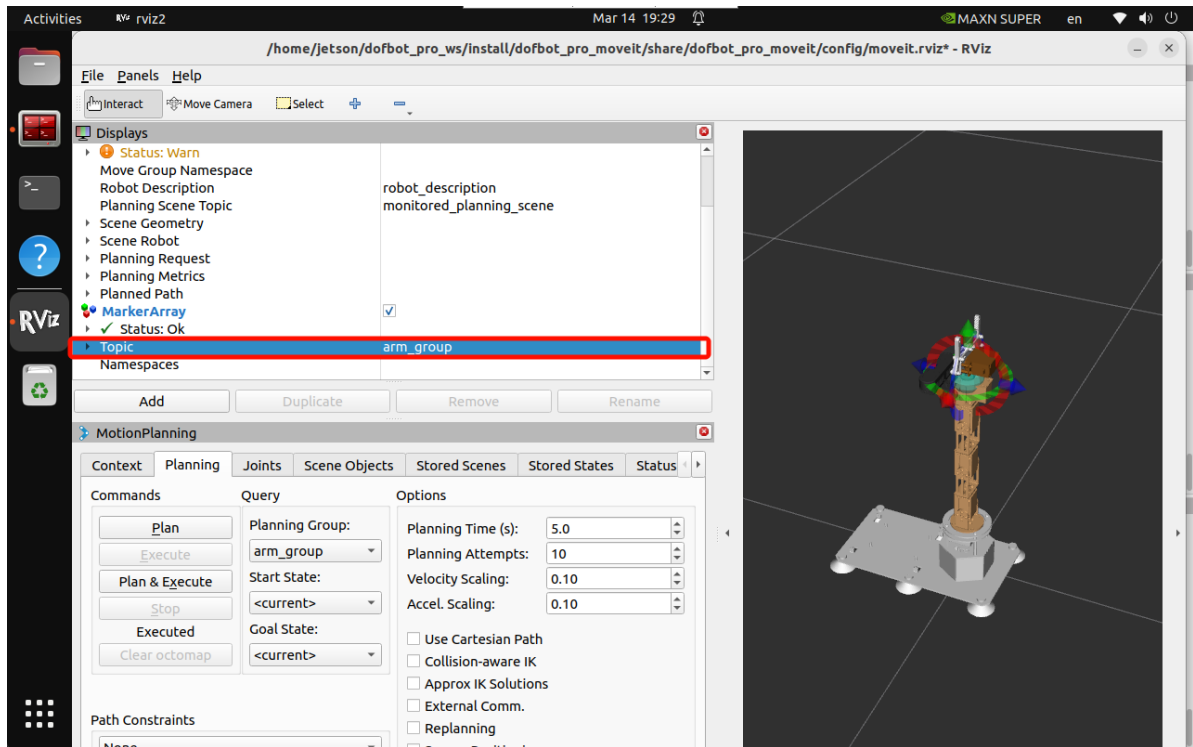 Activities RViz rviz2 Mar 14 19:29 MAXN SUPER en
/home/jetson/dofbot_pro_ws/install/dofbot_pro_moveit/share/dofbot_pro_moveit/config/moveit.rviz* - RViz
File Panels Help
Interact Move Camera Select
Displays
Status: Warn
Move Group Namespace
Robot Description robot_description
Planning Scene Topic monitored_planning_scene
Scene Geometry
Scene Robot
Planning Request
Planning Metrics
Planned Path
MarkerArray
Status: Ok
Topic arm_group
Namespaces
Add Duplicate Remove Rename
MotionPlanning
Context Planning Joints Scene Objects Stored Scenes Stored States Status
Commands Query Options
Plan Planning Group: Planning Time (s): 5.0
Execute arm_group Planning Attempts: 10
Plan & Execute Start State: Velocity Scaling: 0.10
Stop <current> Accel. Scaling: 0.10
Executed Goal State: Use Cartesian Path
Clear octomap <current> Collision-aware IK
Approx IK Solutions
External Comm.
Path Constraints Replanning
None
RViz